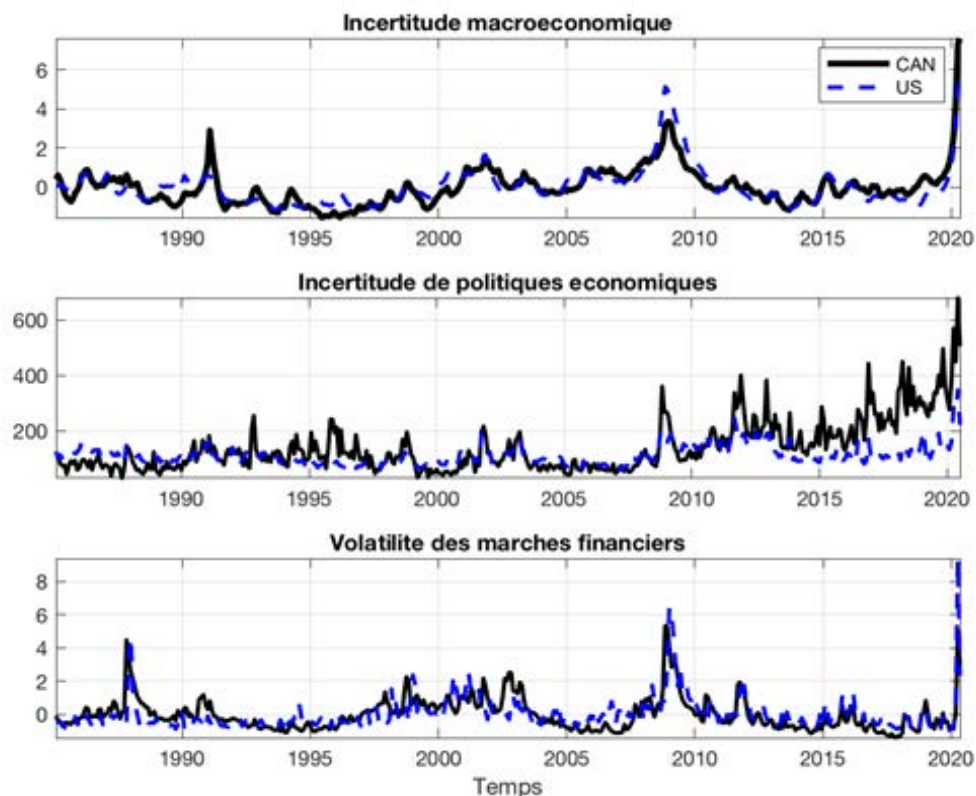 Incertitude macroeconomique
6
4
2
0
CAN
US
1990 1995 2000 2005 2010 2015 2020
Incertitude de politiques economiques
600
400
200
1990 1995 2000 2005 2010 2015 2020
Volatilite des marches financiers
8
6
4
2
0
1990 1995 2000 2005 2010 2015 2020
Temps